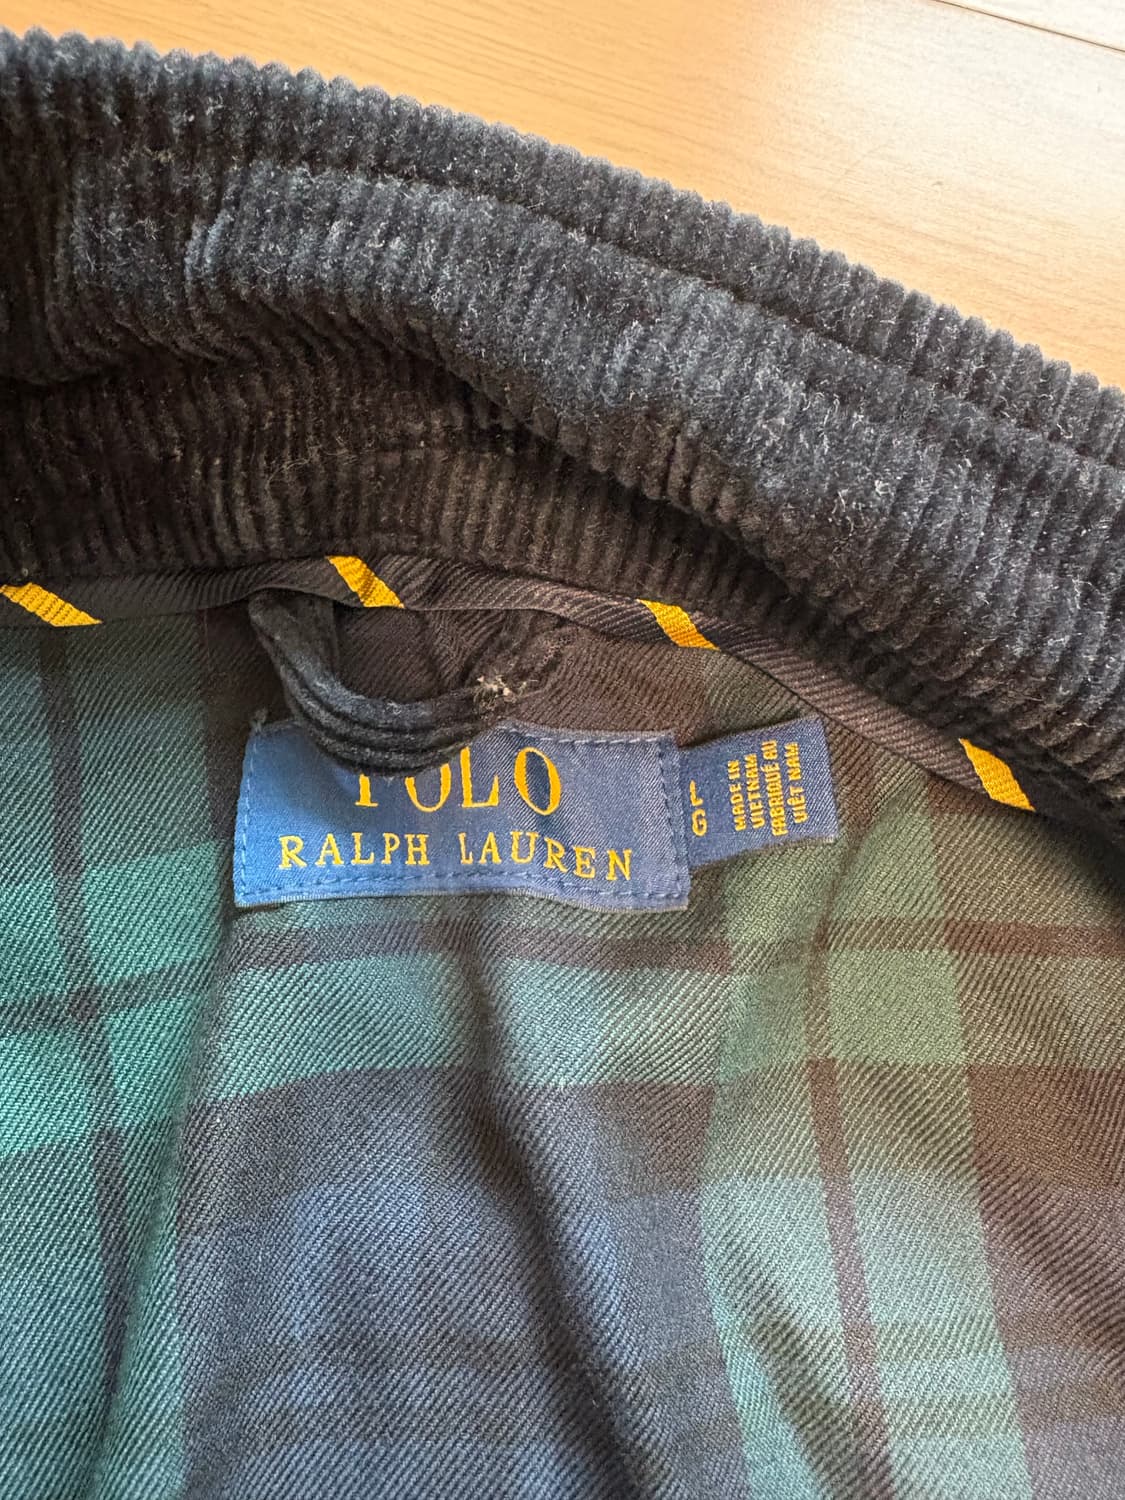 POLO
RALPH LAUREN
L
G
MADE IN
VIETNAM
FABRIQUÉ AU
VIÊT NAM